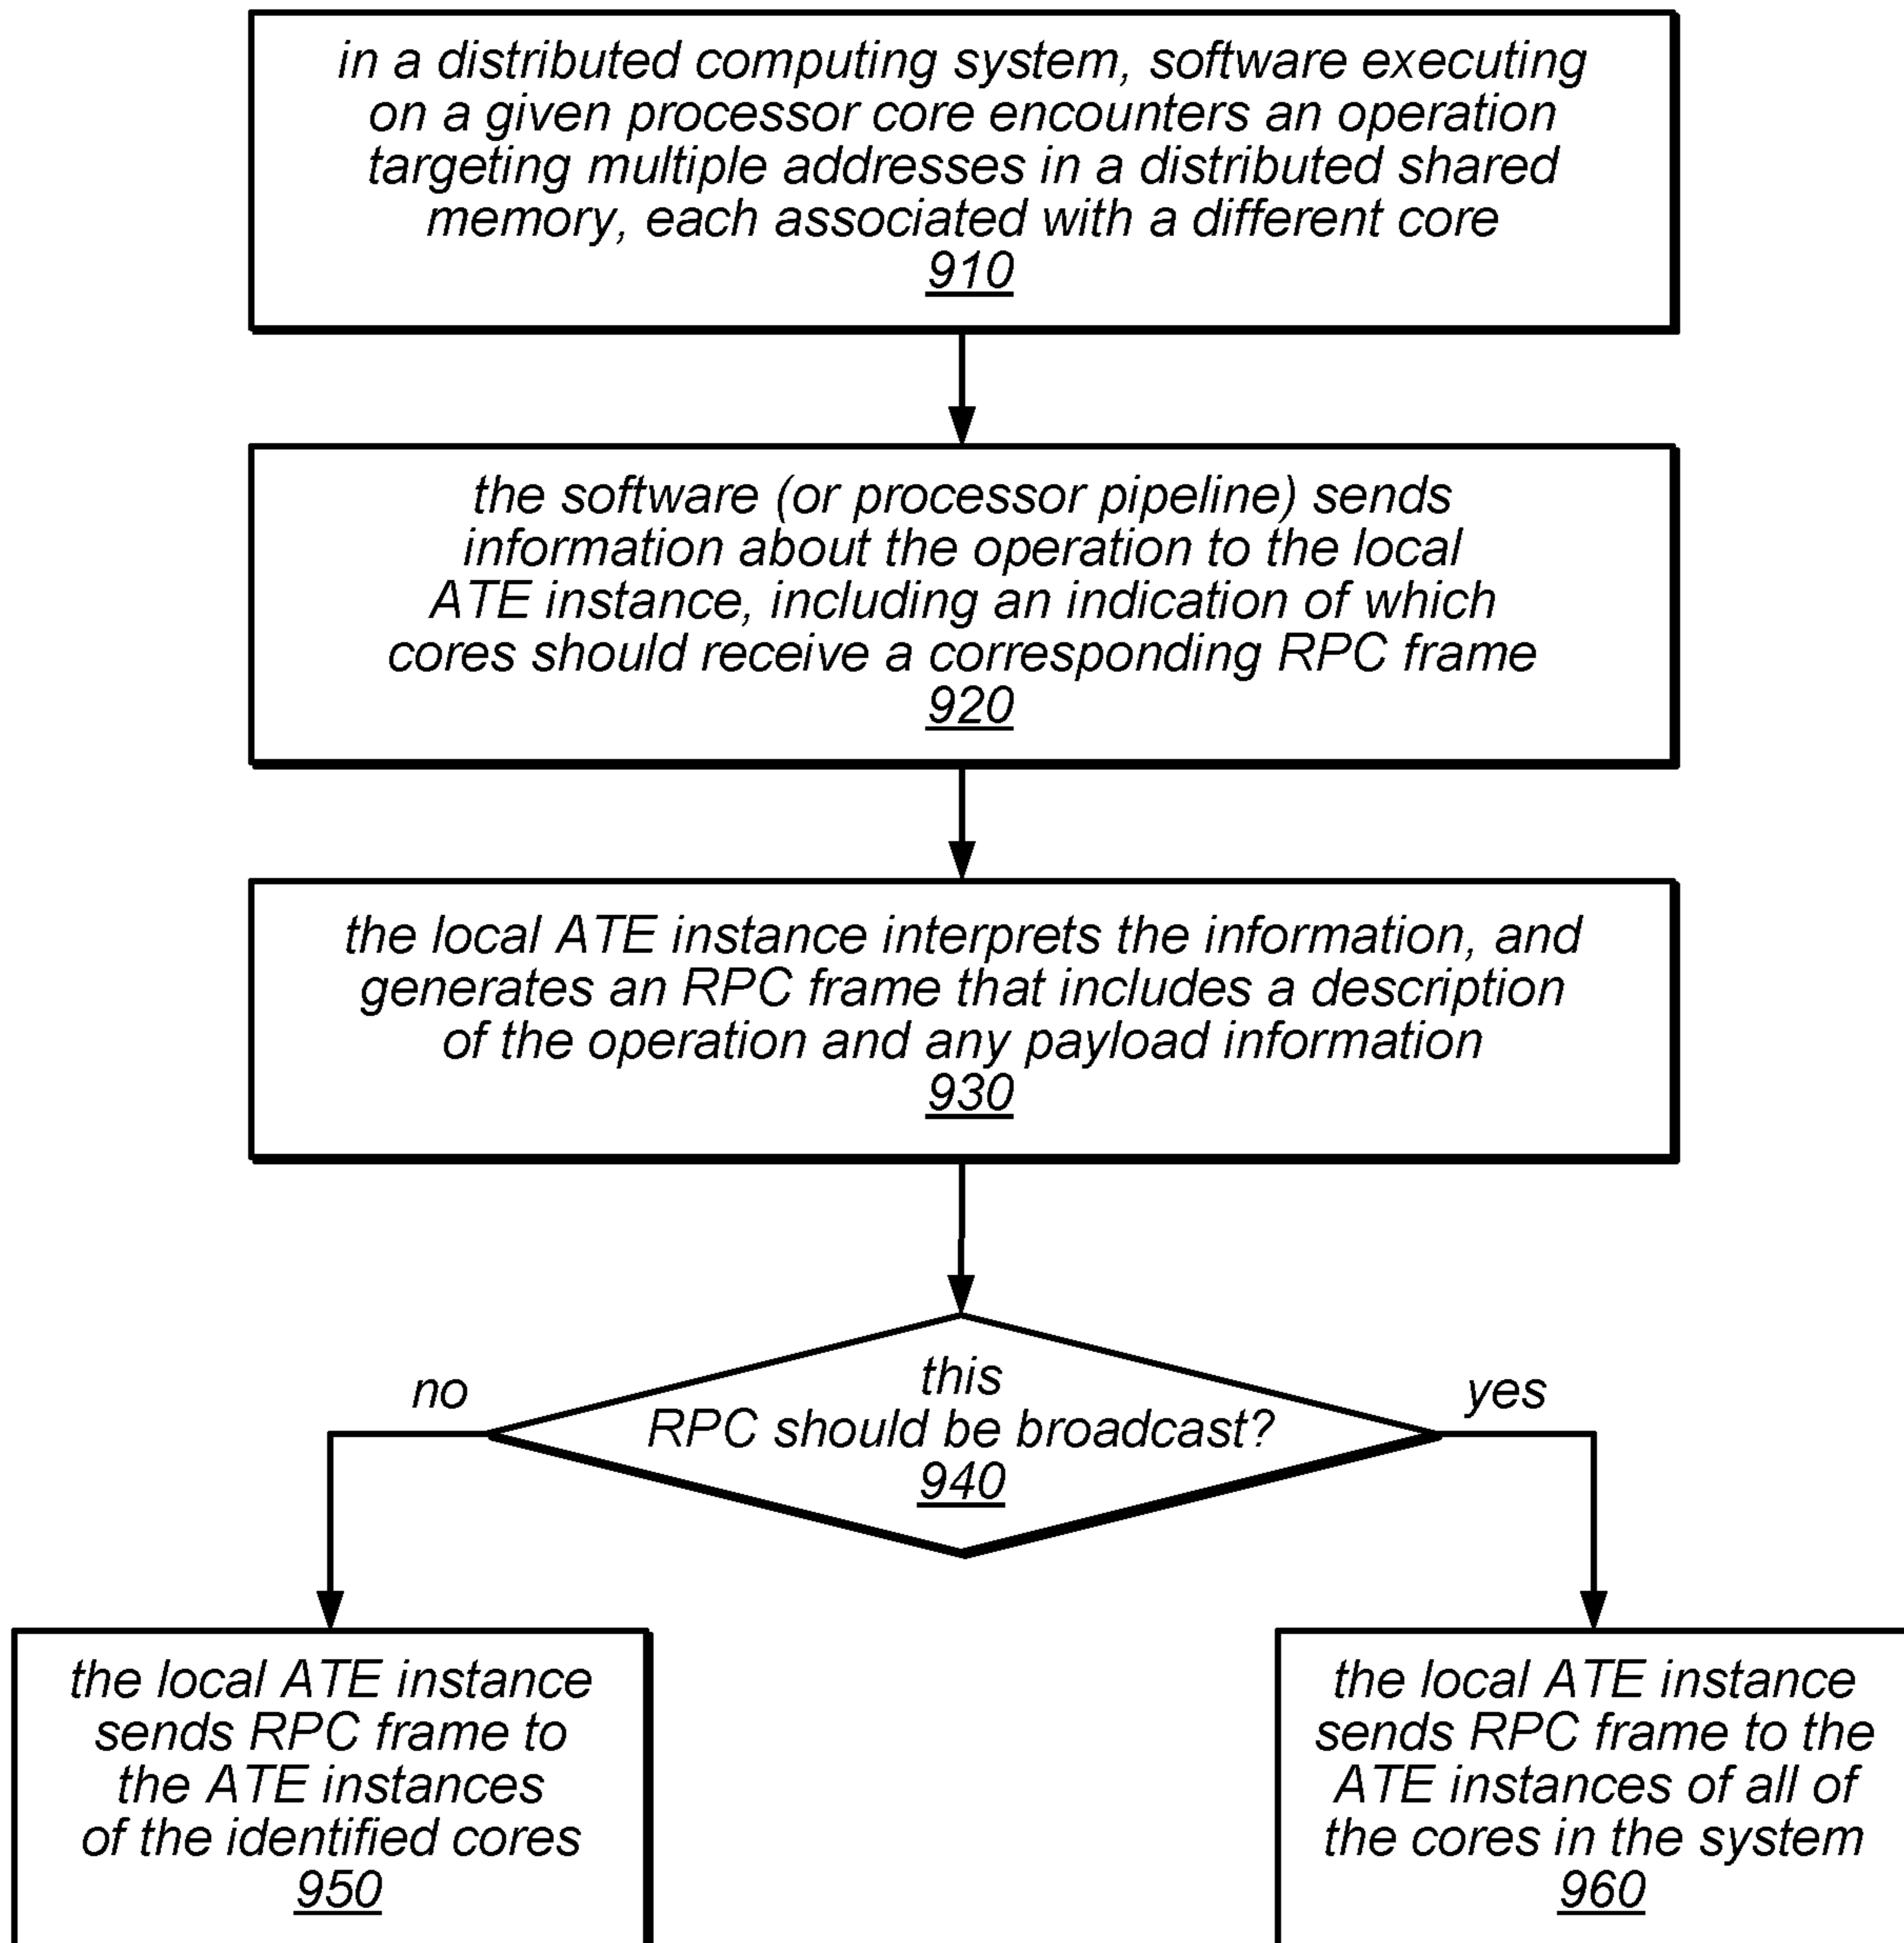 in a distributed computing system, software executing
on a given processor core encounters an operation
targeting multiple addresses in a distributed shared
memory, each associated with a different core
910
the software (or processor pipeline) sends
information about the operation to the local
ATE instance, including an indication of which
cores should receive a corresponding RPC frame
920
the local ATE instance interprets the information, and
generates an RPC frame that includes a description
of the operation and any payload information
930
this
RPC should be broadcast?
940
no
yes
the local ATE instance
sends RPC frame to
the ATE instances
of the identified cores
950
the local ATE instance
sends RPC frame to the
ATE instances of all of
the cores in the system
960